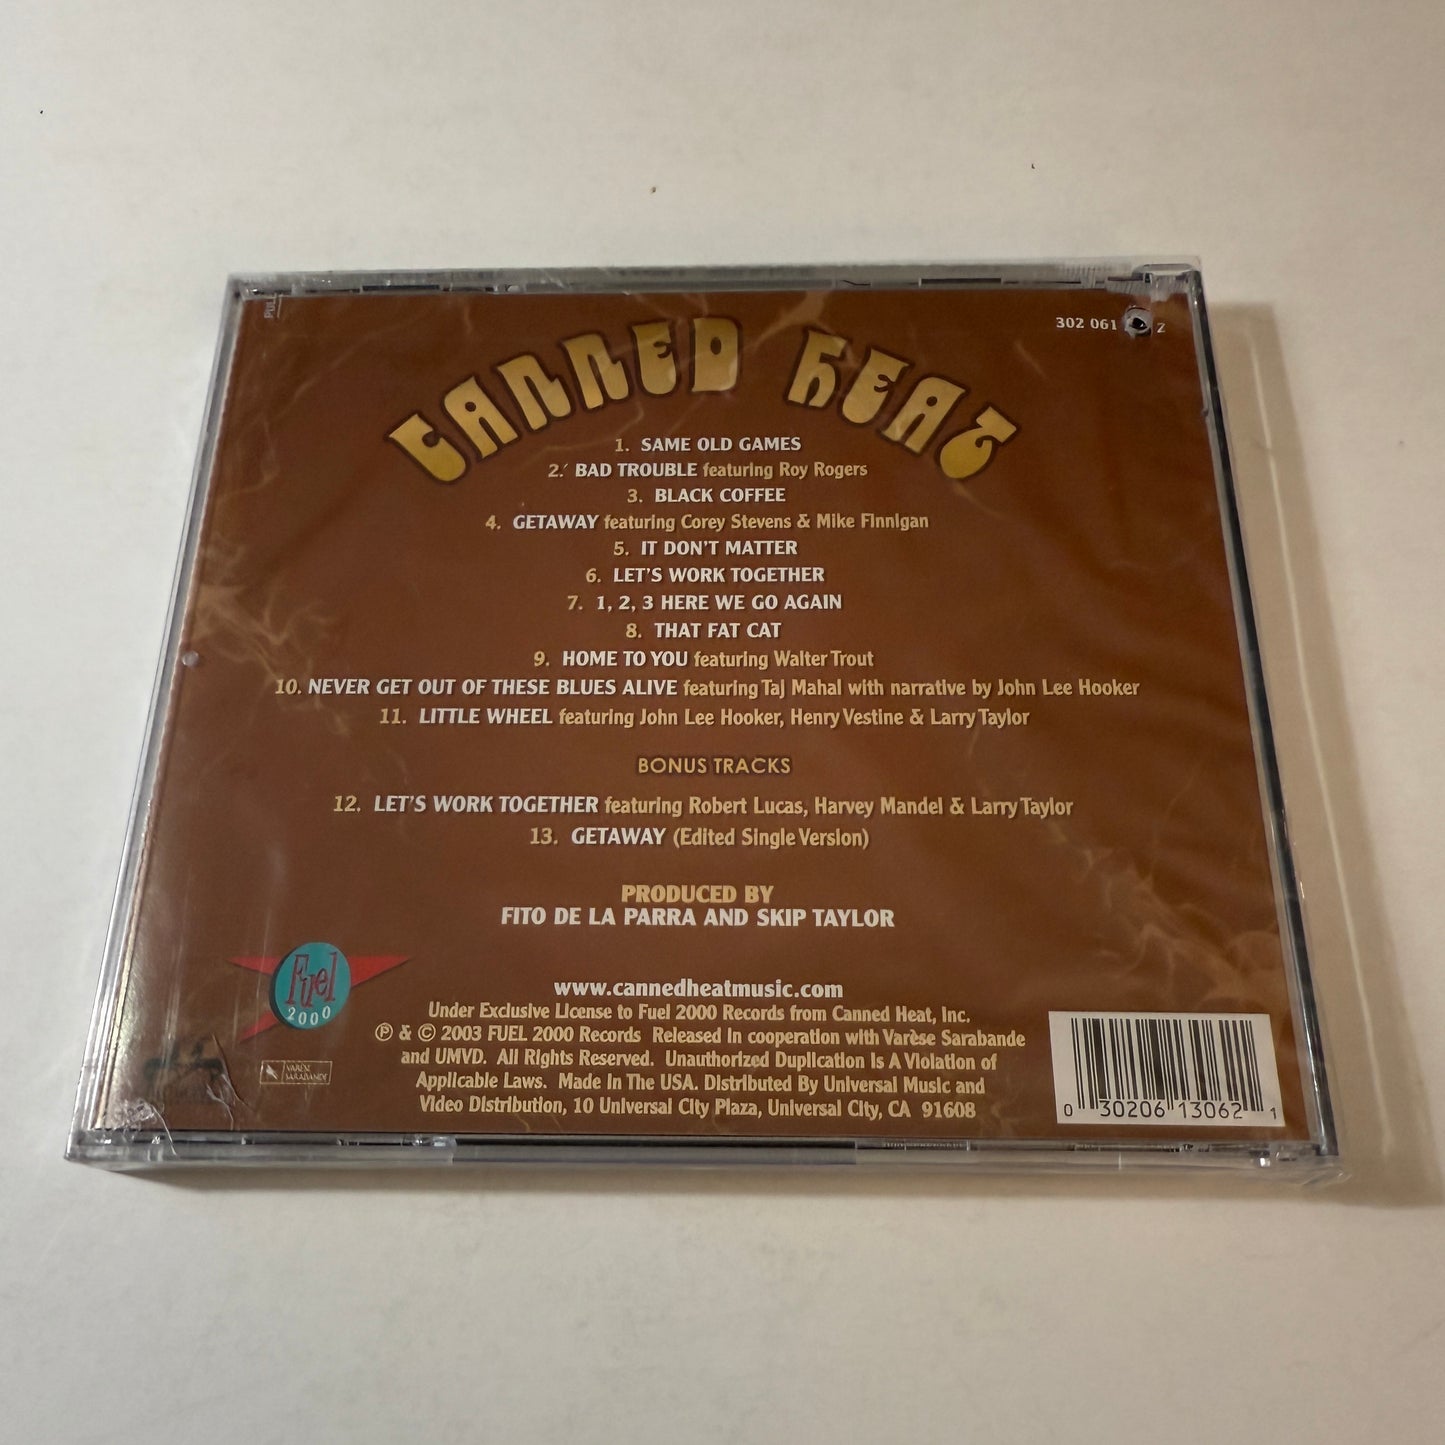 PULL
302 061 Z
CANNED HEAT
1. SAME OLD GAMES
2. BAD TROUBLE featuring Roy Rogers
3. BLACK COFFEE
4. GETAWAY featuring Corey Stevens & Mike Finnigan
5. IT DON'T MATTER
6. LET'S WORK TOGETHER
7. 1, 2, 3 HERE WE GO AGAIN
8. THAT FAT CAT
9. HOME TO YOU featuring Walter Trout
10. NEVER GET OUT OF THESE BLUES ALIVE featuring Taj Mahal with narrative by John Lee Hooker
11. LITTLE WHEEL featuring John Lee Hooker, Henry Vestine & Larry Taylor
BONUS TRACKS
12. LET'S WORK TOGETHER featuring Robert Lucas, Harvey Mandel & Larry Taylor
13. GETAWAY (Edited Single Version)
PRODUCED BY
FITO DE LA PARRA AND SKIP TAYLOR
Fuel
2000
VARÈSE
SARABANDE
www.cannedheatmusic.com
Under Exclusive License to Fuel 2000 Records from Canned Heat, Inc.
℗ & © 2003 FUEL 2000 Records Released In cooperation with Varèse Sarabande
and UMVD. All Rights Reserved. Unauthorized Duplication Is A Violation of
Applicable Laws. Made In The USA. Distributed By Universal Music and
Video Distribution, 10 Universal City Plaza, Universal City, CA 91608
0 30206 13062 1